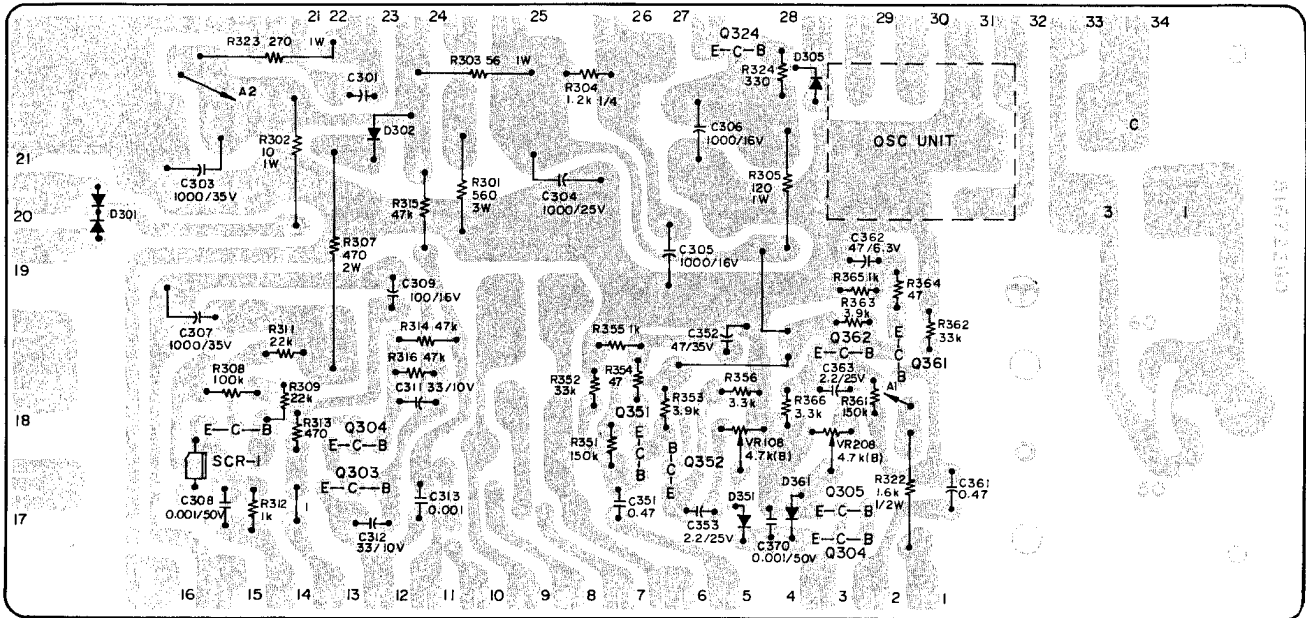 21 22 23 24 25 26 27 28 29 30 31 32 33 34
R323 270 1W
A2
C301
R303 56 1W
R304
1.2k 1/4
Q324
E-C-B
R324
330
D305
OSC UNIT
C
3
1
21
20
19
18
17
D301
C303
1000/35V
R302
10
1W
D302
R315
47k
R301
560
3W
C304
1000/25V
C306
1000/16V
R305
120
1W
R307
470
2W
C305
1000/16V
C362
47/6.3V
R365 1k
R364
47
C309
100/16V
R363
3.9k
C307
1000/35V
R311
22k
R314 47k
R355 1k
C352
47/35V
Q362
E-C-B
E-C-B
Q361
R362
33k
R316 47k
R308
100k
R309
22k
C311 33/10V
R352
33k
R354
47
R353
3.9k
R356
3.3k
R366
3.3k
C363
2.2/25V
R361
150k
A1
R313
470
E-C-B
Q304
E-C-B
Q351
E-C-B
R351
150k
B-C-E
Q352
VR108
4.7k(B)
VR208
4.7k(B)
SCR-1
Q303
E-C-B
C308
0.001/50V
R312
1k
1
C313
0.001
C312
33/10V
C351
0.47
C353
2.2/25V
D351
D361
C370
0.001/50V
Q305
E-C-B
E-C-B
Q304
R322
1.6k
1/2W
C361
0.47
16 15 14 13 12 11 10 9 8 7 6 5 4 3 2 1